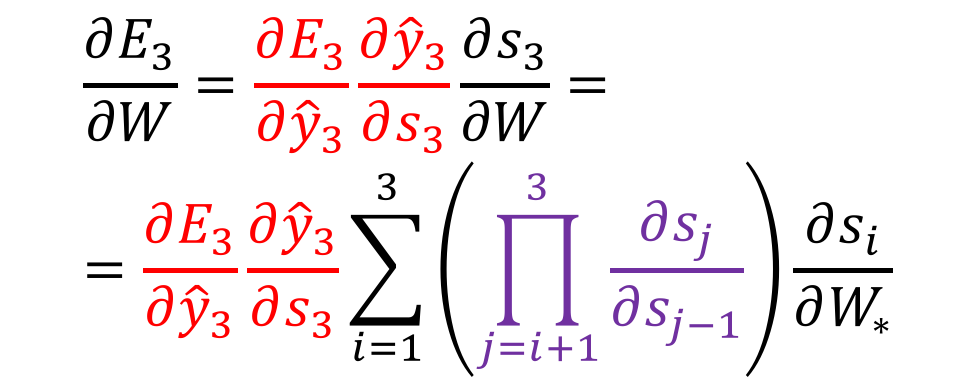 ∂E₃/∂W = ∂E₃/∂ŷ₃ ∂ŷ₃/∂s₃ ∂s₃/∂W =
= ∂E₃/∂ŷ₃ ∂ŷ₃/∂s₃ ∑_{i=1}^{3} (∏_{j=i+1}^{3} ∂s_j/∂s_{j−1}) ∂s_i/∂W_*